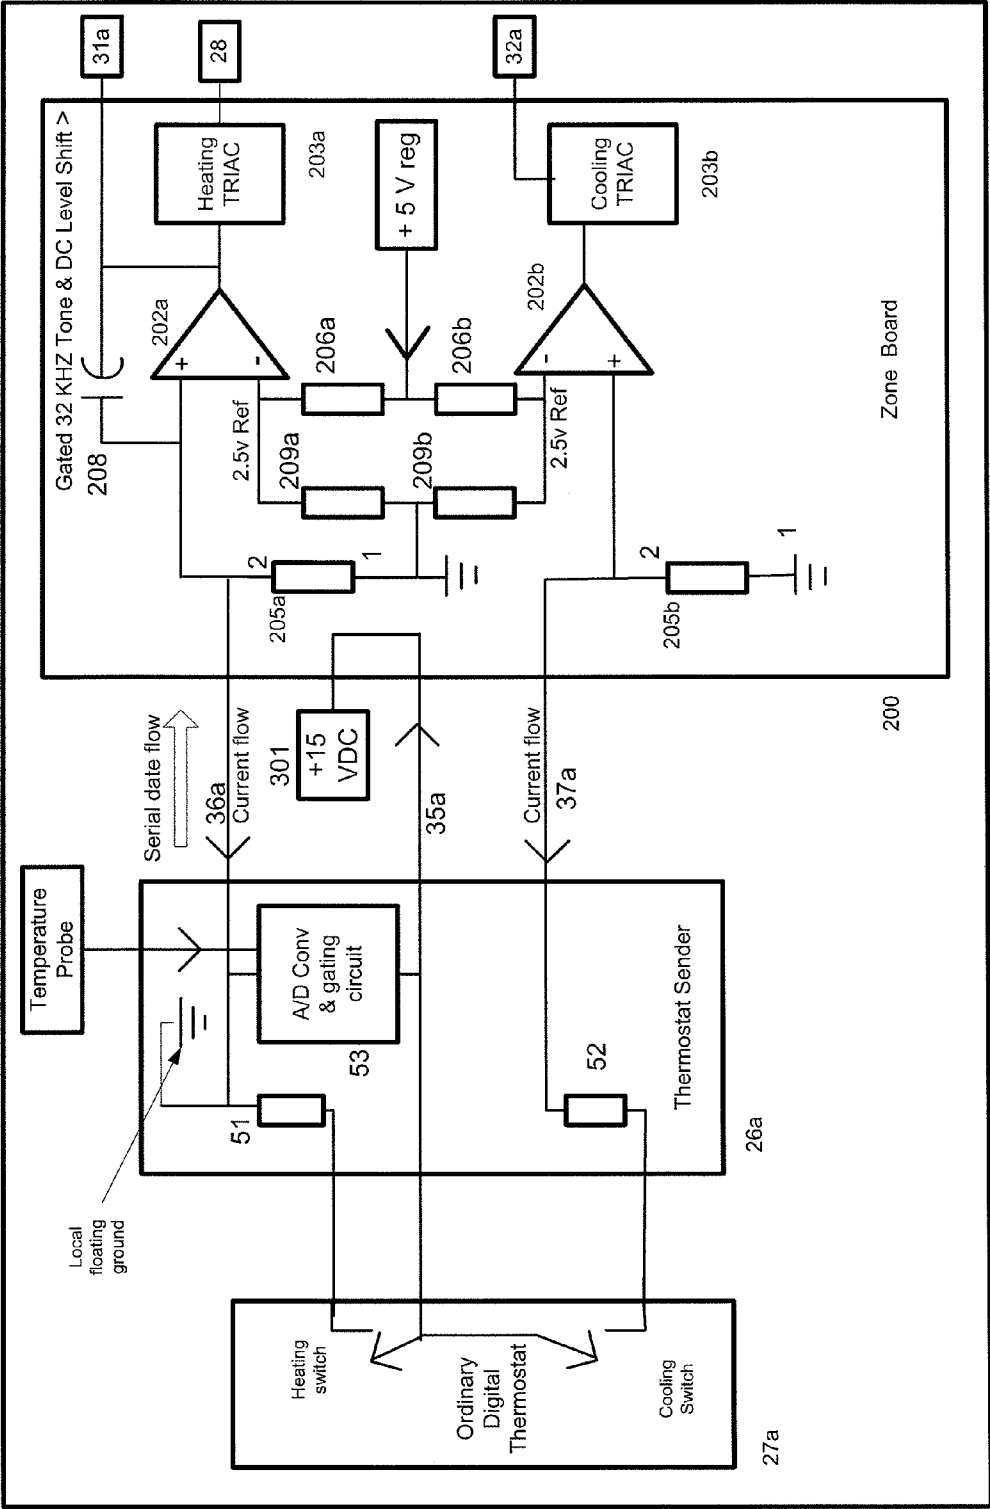 Temperature
Probe
31a
Gated 32 KHZ Tone & DC Level Shift >
Local
floating
ground
Serial date flow
208
202a
+
-
28
Heating
TRIAC
203a
51
36a
Current flow
2.5v Ref
2
205a
1
209a
206a
A/D Conv
& gating
circuit
53
301
+15
VDC
Heating
switch
+ 5 V reg
35a
209b
206b
Ordinary
Digital
Thermostat
37a
Current flow
2.5v Ref
32a
202b
-
+
Cooling
TRIAC
203b
52
2
205b
1
Cooling
Switch
Thermostat Sender
26a
27a
Zone Board
200